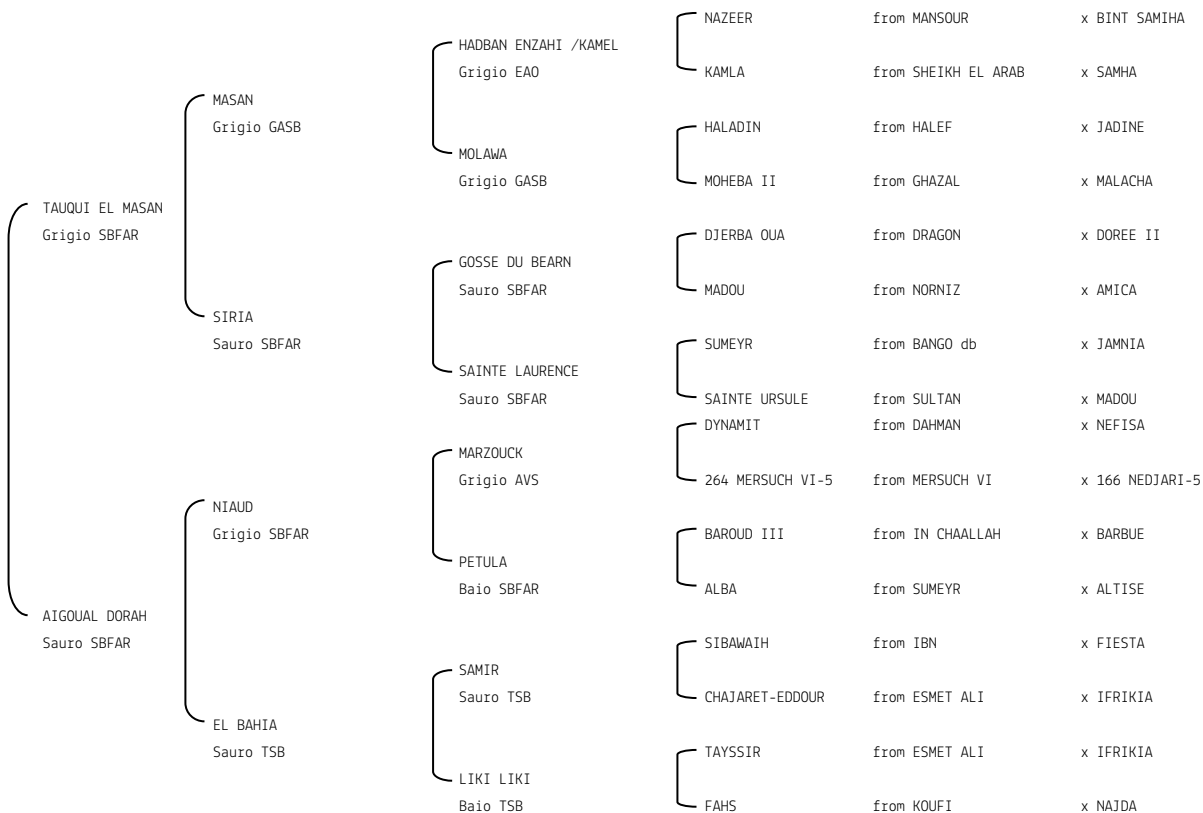 NAZEER from MANSOUR x BINT SAMIHA
HADBAN ENZAHI /KAMEL
Grigio EAO
KAMLA from SHEIKH EL ARAB x SAMHA
MASAN
Grigio GASB
HALADIN from HALEF x JADINE
MOLAWA
Grigio GASB
MOHEBA II from GHAZAL x MALACHA
TAUQUI EL MASAN
Grigio SBFAR
DJERBA OUA from DRAGON x DOREE II
GOSSE DU BEARN
Sauro SBFAR
MADOU from NORNIZ x AMICA
SIRIA
Sauro SBFAR
SUMEYR from BANGO db x JAMNIA
SAINTE LAURENCE
Sauro SBFAR
SAINTE URSULE from SULTAN x MADOU
DYNAMIT from DAHMAN x NEFISA
MARZOUCK
Grigio AVS
264 MERSUCH VI-5 from MERSUCH VI x 166 NEDJARI-5
NIAUD
Grigio SBFAR
BAROUD III from IN CHAALLAH x BARBUE
PETULA
Baio SBFAR
ALBA from SUMEYR x ALTISE
AIGOUAL DORAH
Sauro SBFAR
SIBAWAIH from IBN x FIESTA
SAMIR
Sauro TSB
CHAJARET-EDDOUR from ESMET ALI x IFRIKIA
EL BAHIA
Sauro TSB
TAYSSIR from ESMET ALI x IFRIKIA
LIKI LIKI
Baio TSB
FAHS from KOUFI x NAJDA